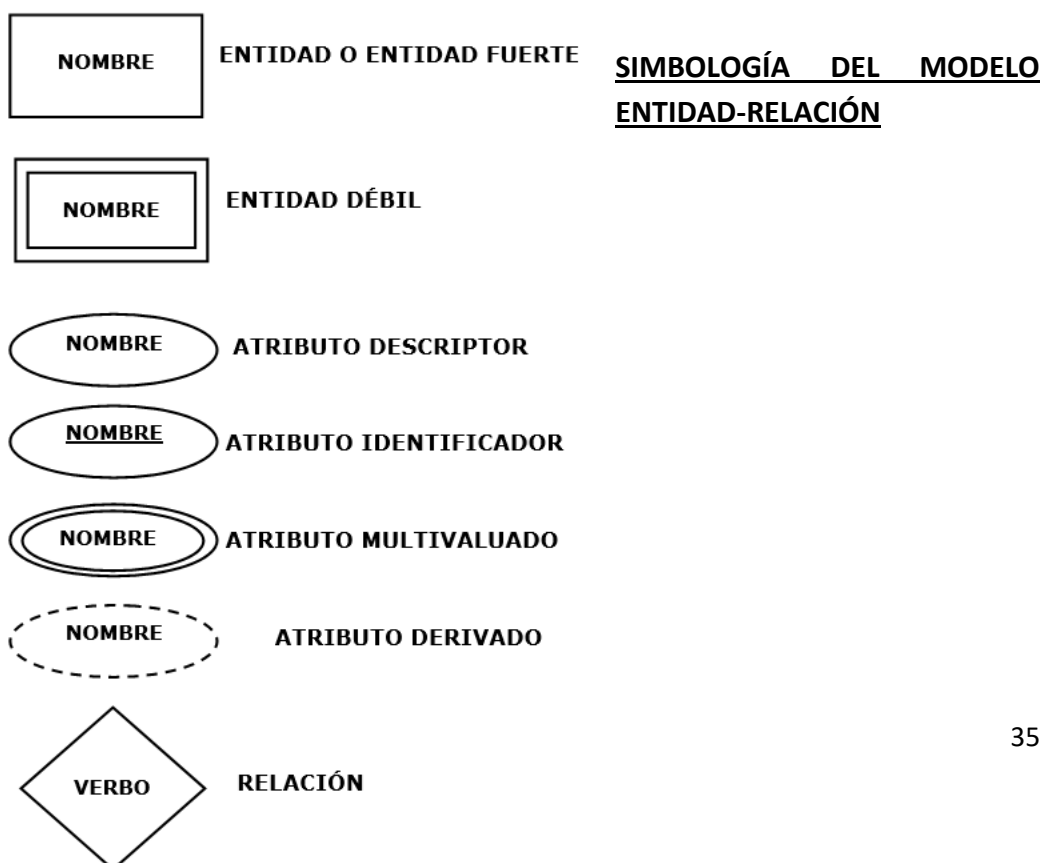 NOMBRE ENTIDAD O ENTIDAD FUERTE
SIMBOLOGÍA DEL MODELO
ENTIDAD-RELACIÓN
NOMBRE ENTIDAD DÉBIL
NOMBRE ATRIBUTO DESCRIPTOR
NOMBRE ATRIBUTO IDENTIFICADOR
NOMBRE ATRIBUTO MULTIVALUADO
NOMBRE ATRIBUTO DERIVADO
35
VERBO RELACIÓN